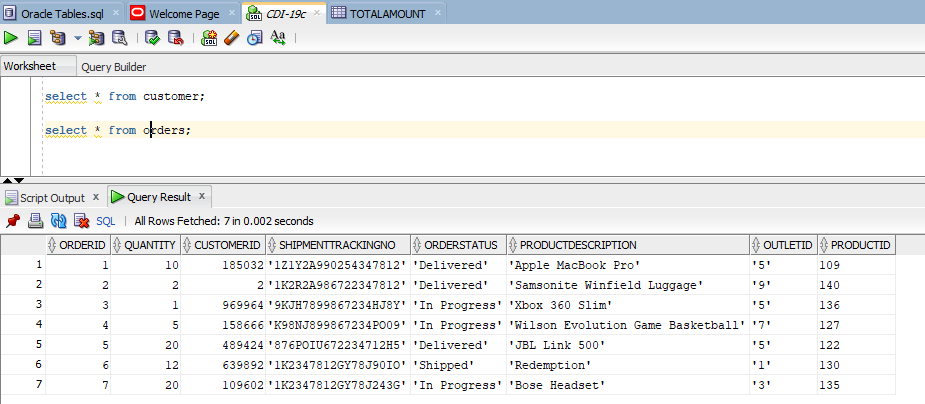 Oracle Tables.sql × Welcome Page × CDI-19c × TOTALAMOUNT
SQL Aa
Worksheet Query Builder
select * from customer;
select * from orders;
Script Output × Query Result ×
SQL | All Rows Fetched: 7 in 0.002 seconds
ORDERID QUANTITY CUSTOMERID SHIPMENTTRACKINGNO ORDERSTATUS PRODUCTDESCRIPTION OUTLETID PRODUCTID
1 1 10 185032 '1Z1Y2A990254347812' 'Delivered' 'Apple MacBook Pro' '5' 109
2 2 2 2 '1K2R2A986722347812' 'Delivered' 'Samsonite Winfield Luggage' '9' 140
3 3 1 969964 '9KJH7899867234HJ8Y' 'In Progress' 'Xbox 360 Slim' '5' 136
4 4 5 158666 'K98NJ899867234PO09' 'In Progress' 'Wilson Evolution Game Basketball' '7' 127
5 5 20 489424 '876POIU672234712H5' 'Delivered' 'JBL Link 500' '5' 122
6 6 12 639892 '1K2347812GY78J90IO' 'Shipped' 'Redemption' '1' 130
7 7 20 109602 '1K2347812GY78J243G' 'In Progress' 'Bose Headset' '3' 135